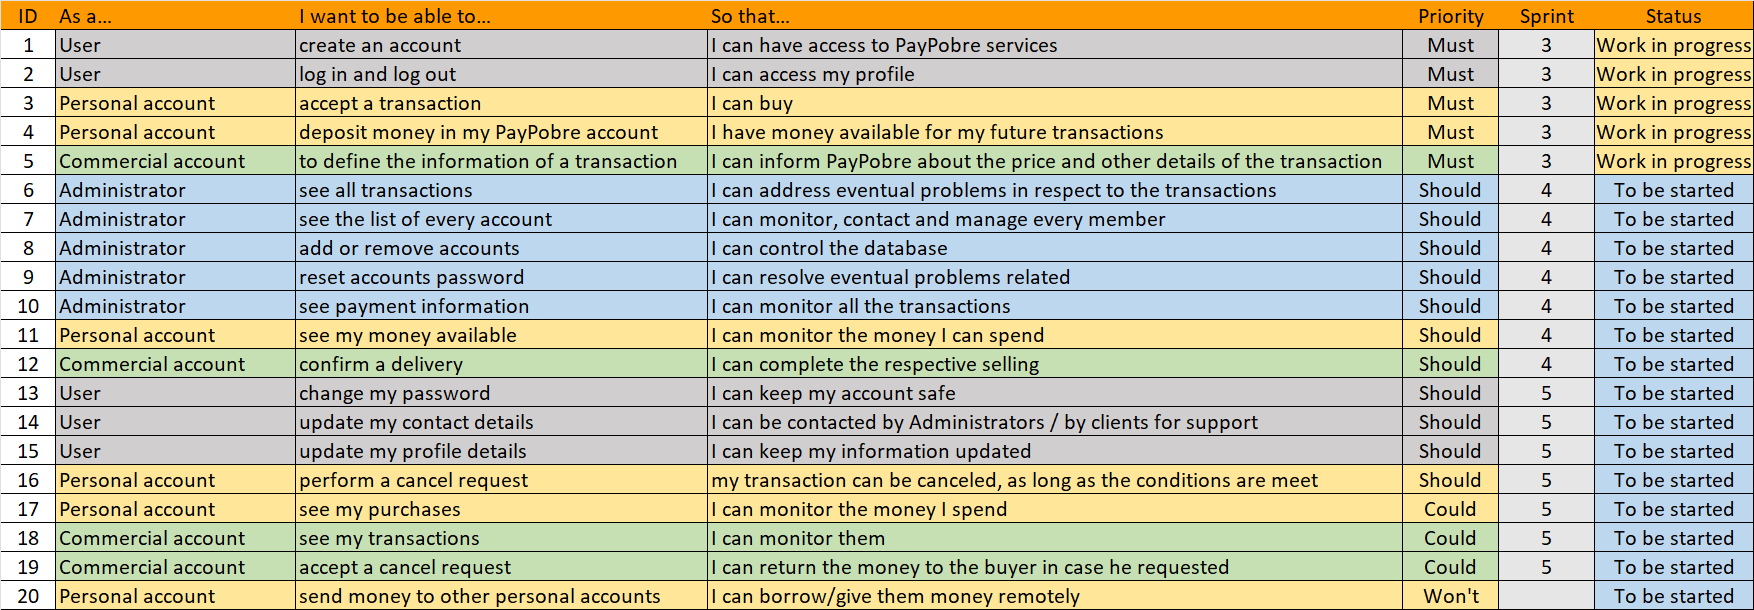 ID As a... I want to be able to... So that... Priority Sprint Status
1 User create an account I can have access to PayPobre services Must 3 Work in progress
2 User log in and log out I can access my profile Must 3 Work in progress
3 Personal account accept a transaction I can buy Must 3 Work in progress
4 Personal account deposit money in my PayPobre account I have money available for my future transactions Must 3 Work in progress
5 Commercial account to define the information of a transaction I can inform PayPobre about the price and other details of the transaction Must 3 Work in progress
6 Administrator see all transactions I can address eventual problems in respect to the transactions Should 4 To be started
7 Administrator see the list of every account I can monitor, contact and manage every member Should 4 To be started
8 Administrator add or remove accounts I can control the database Should 4 To be started
9 Administrator reset accounts password I can resolve eventual problems related Should 4 To be started
10 Administrator see payment information I can monitor all the transactions Should 4 To be started
11 Personal account see my money available I can monitor the money I can spend Should 4 To be started
12 Commercial account confirm a delivery I can complete the respective selling Should 4 To be started
13 User change my password I can keep my account safe Should 5 To be started
14 User update my contact details I can be contacted by Administrators / by clients for support Should 5 To be started
15 User update my profile details I can keep my information updated Should 5 To be started
16 Personal account perform a cancel request my transaction can be canceled, as long as the conditions are meet Should 5 To be started
17 Personal account see my purchases I can monitor the money I spend Could 5 To be started
18 Commercial account see my transactions I can monitor them Could 5 To be started
19 Commercial account accept a cancel request I can return the money to the buyer in case he requested Could 5 To be started
20 Personal account send money to other personal accounts I can borrow/give them money remotely Won't To be started